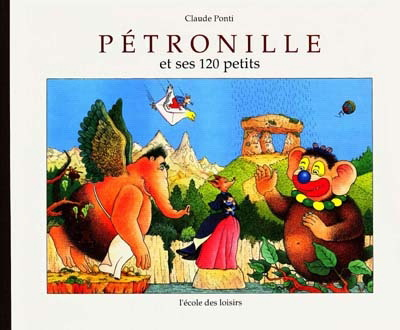 Claude Ponti
PÉTRONILLE
et ses 120 petits
l'école des loisirs